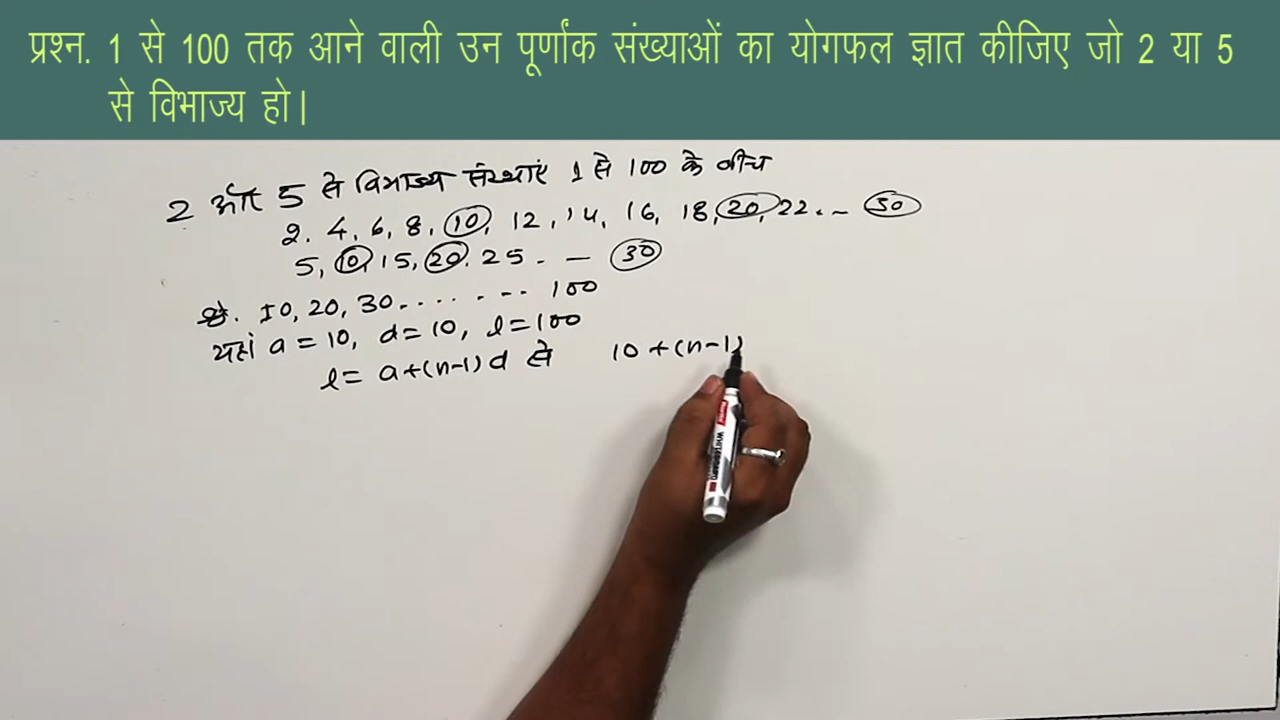 प्रश्न. 1 से 100 तक आने वाली उन पूर्णांक संख्याओं का योगफल ज्ञात कीजिए जो 2 या 5
से विभाज्य हो।
2 और 5 से विभाज्य संख्याएं 1 से 100 के बीच
2, 4, 6, 8, 10, 12, 14, 16, 18, 20, 22 .. - 30
5, 10, 15, 20, 25 . - — 30
10, 20, 30 ....... 100
यहां a = 10, d = 10, l = 100
l = a+(n-1) d से 10 +(n-1)